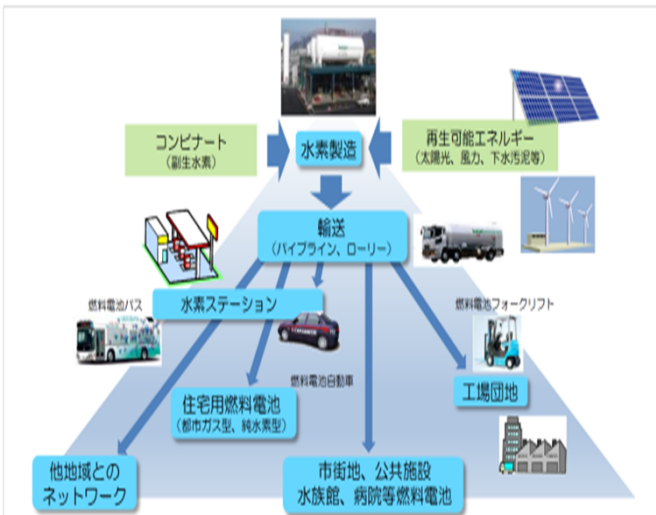 コンビナート
(副生水素)
水素製造
再生可能エネルギー
(太陽光、風力、下水汚泥等)
輸送
(パイプライン、ローリー)
水素ステーション
燃料電池バス
燃料電池フォークリフト
燃料電池自動車
工場団地
住宅用燃料電池
(都市ガス型、純水素型)
他地域との
ネットワーク
市街地、公共施設
水族館、病院等燃料電池